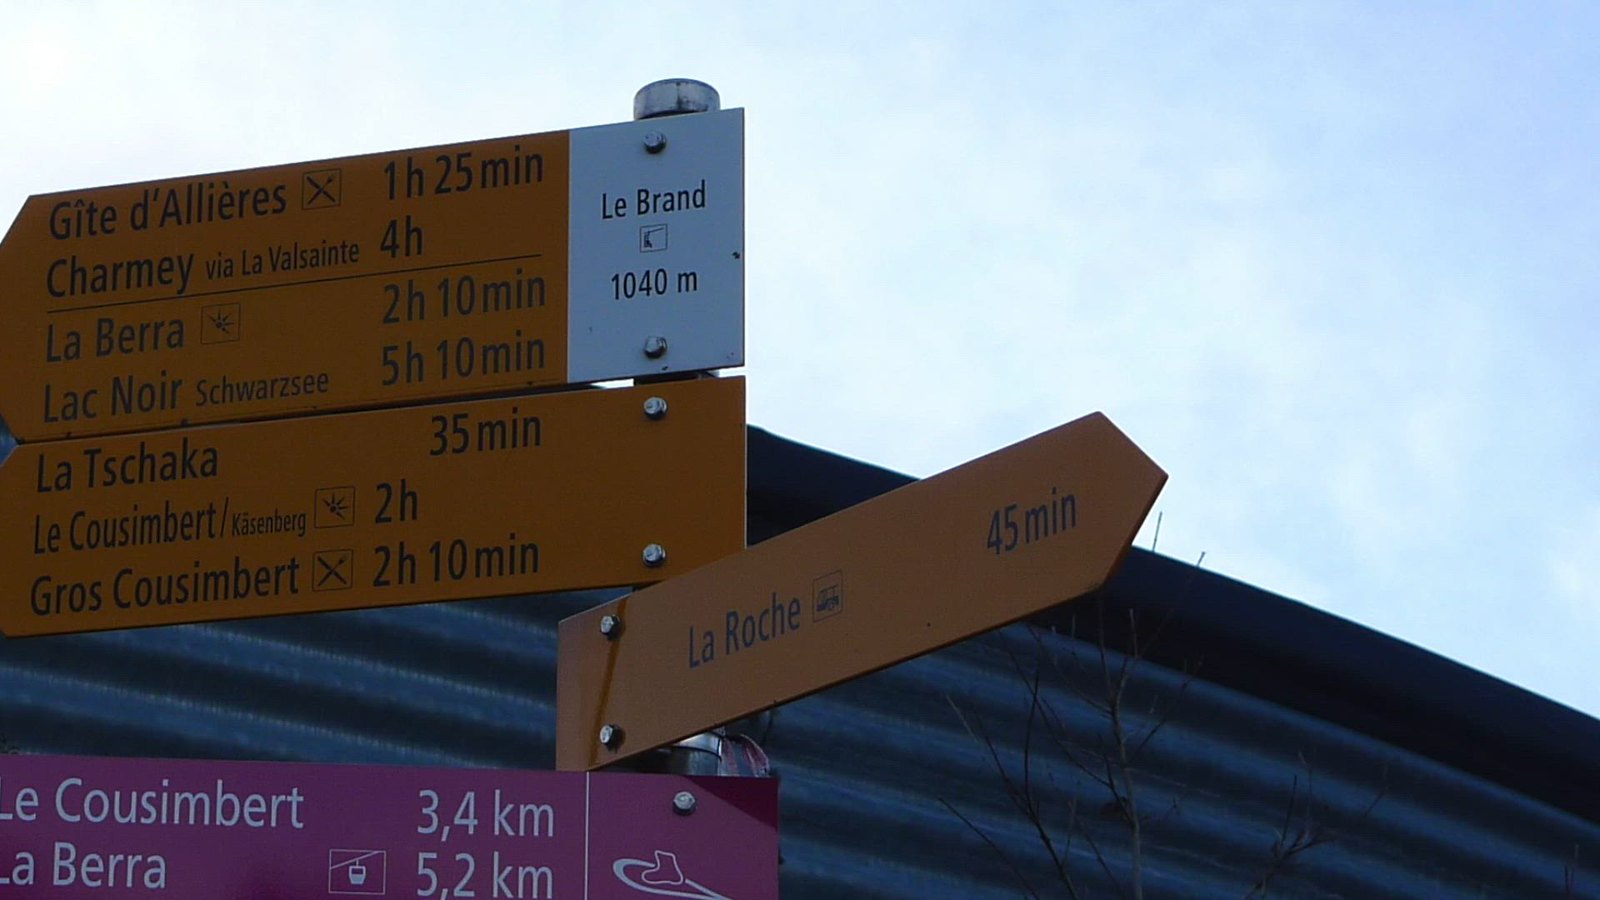 Gîte d'Allières 1h 25min
Charmey via La Valsainte 4h
La Berra 2h 10min
Lac Noir Schwarzsee 5h 10min
Le Brand
1040 m
La Tschaka 35min
Le Cousimbert/Käsenberg 2h
Gros Cousimbert 2h 10min
La Roche 45min
Le Cousimbert 3,4 km
La Berra 5,2 km